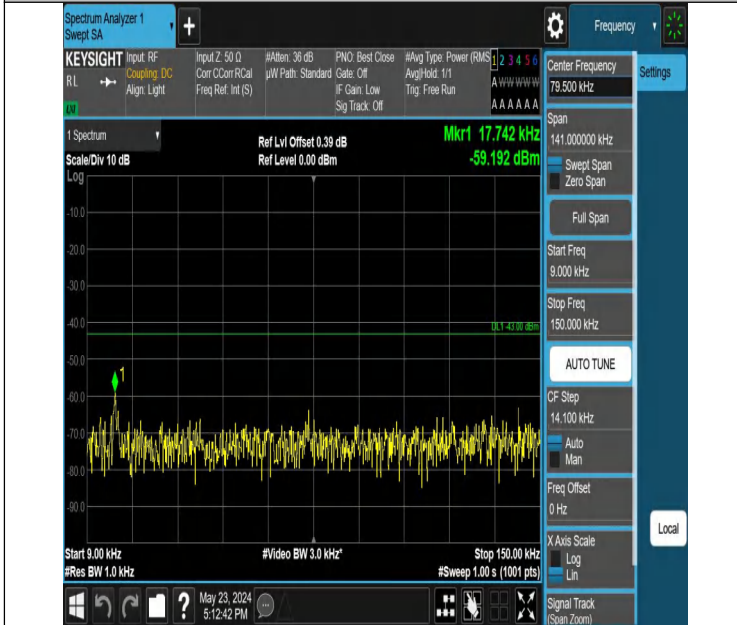 Spectrum Analyzer 1
Swept SA
+
Frequency
KEYSIGHT
RL
Input: RF
Coupling: DC
Align: Light
Input Z: 50 Ω
Corr CCorr RCal
Freq Ref: Int (S)
#Atten: 36 dB
µW Path: Standard
PNO: Best Close
Gate: Off
IF Gain: Low
Sig Track: Off
#Avg Type: Power (RMS
Avg|Hold: 1/1
Trig: Free Run
1 2 3 4 5 6
A W W W W W
A A A A A A
1 Spectrum
Scale/Div 10 dB
Log
Ref Lvl Offset 0.39 dB
Ref Level 0.00 dBm
Mkr1 17.742 kHz
-59.192 dBm
-10.0
-20.0
-30.0
-40.0
DL1 -43.00 dBm
-50.0
1
-60.0
-70.0
-80.0
-90.0
Start 9.00 kHz
#Res BW 1.0 kHz
#Video BW 3.0 kHz*
Stop 150.00 kHz
#Sweep 1.00 s (1001 pts)
?
May 23, 2024
5:12:42 PM
Center Frequency
79.500 kHz
Settings
Span
141.000000 kHz
Swept Span
Zero Span
Full Span
Start Freq
9.000 kHz
Stop Freq
150.000 kHz
AUTO TUNE
CF Step
14.100 kHz
Auto
Man
Freq Offset
0 Hz
Local
X Axis Scale
Log
Lin
Signal Track
(Span Zoom)